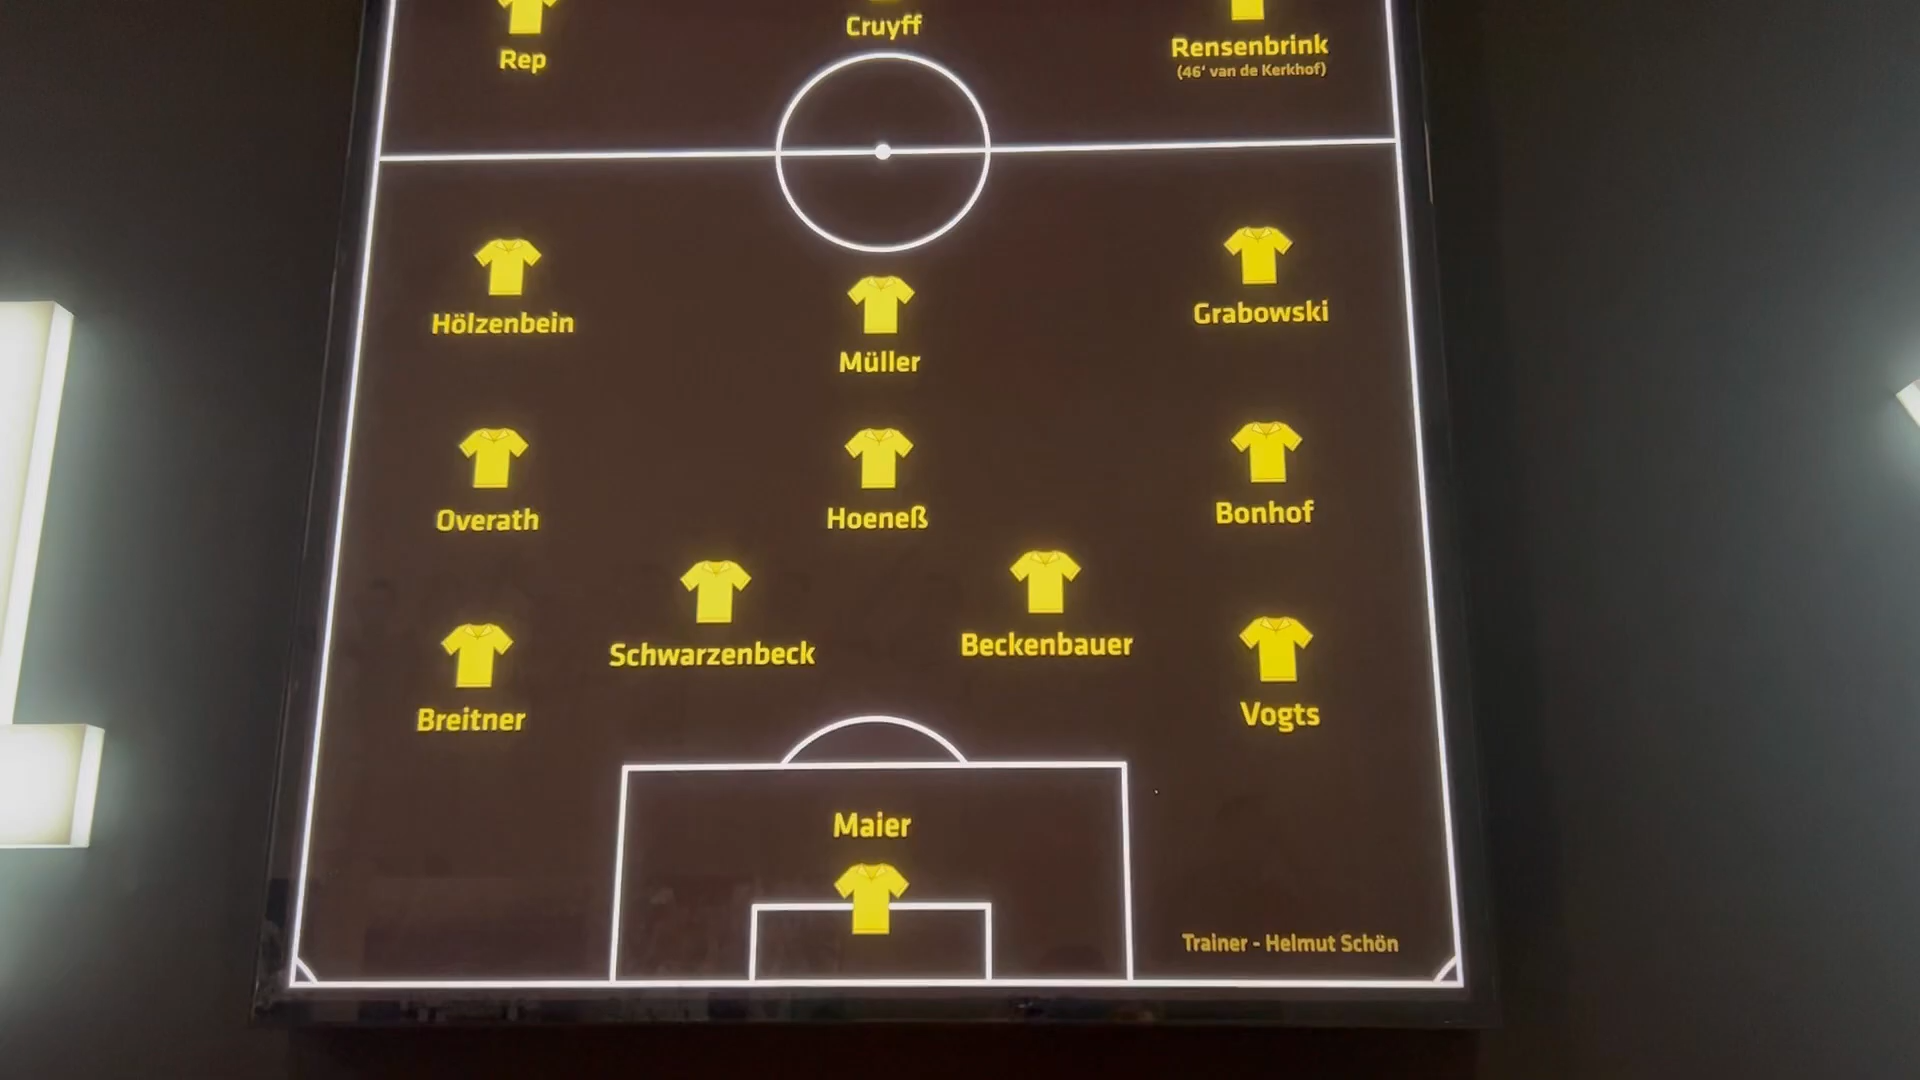 Cruyff
Rep
Rensenbrink
(46' van de Kerkhof)
Hölzenbein
Müller
Grabowski
Overath
Hoeneß
Bonhof
Schwarzenbeck
Beckenbauer
Breitner
Vogts
Maier
Trainer - Helmut Schön